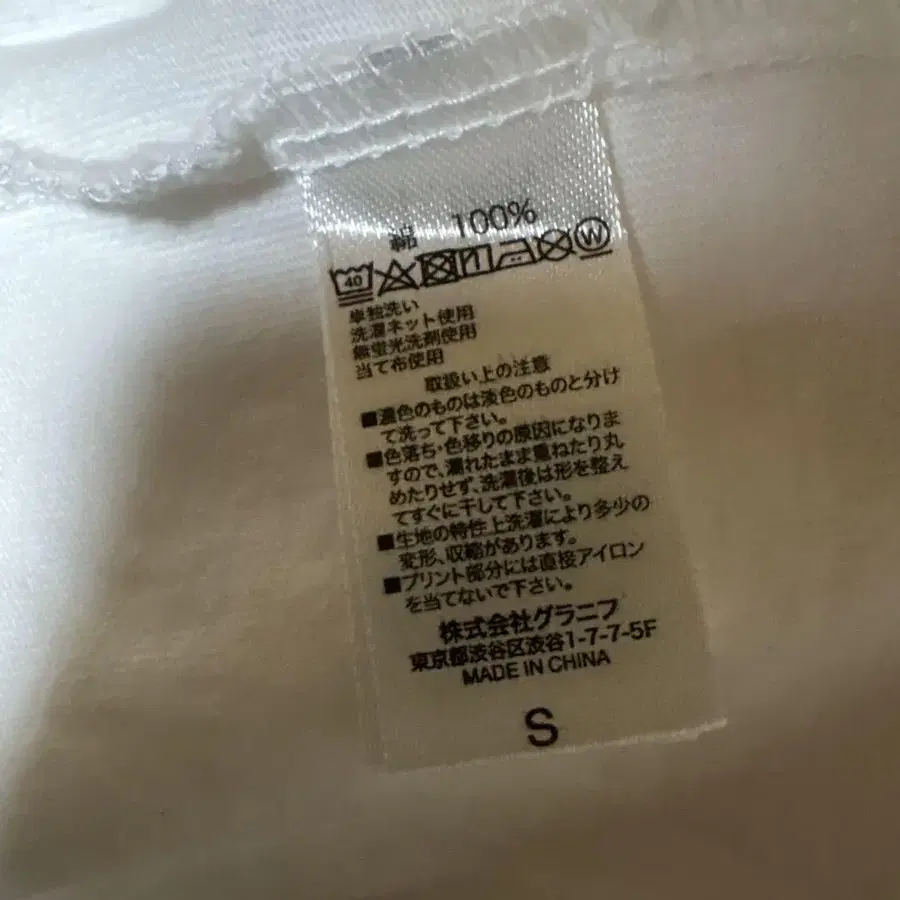 綿 100%
40 W
単独洗い
洗濯ネット使用
無蛍光洗剤使用
当て布使用
取扱い上の注意
■濃色のものは淡色のものと分け
て洗って下さい。
■色落ち・色移りの原因になりま
すので、濡れたまま重ねたり丸
めたりせず、洗濯後は形を整え
てすぐに干して下さい。
■生地の特性上洗濯により多少の
変形、収縮があります。
■プリント部分には直接アイロン
を当てないで下さい。
株式会社グラニフ
東京都渋谷区渋谷1-7-7-5F
MADE IN CHINA
S